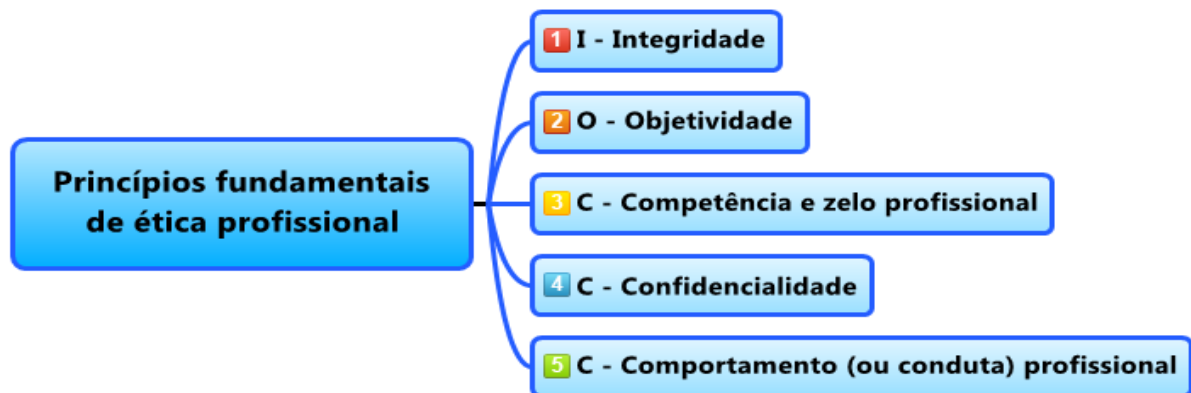 Princípios fundamentais
de ética profissional
1 I - Integridade
2 O - Objetividade
3 C - Competência e zelo profissional
4 C - Confidencialidade
5 C - Comportamento (ou conduta) profissional